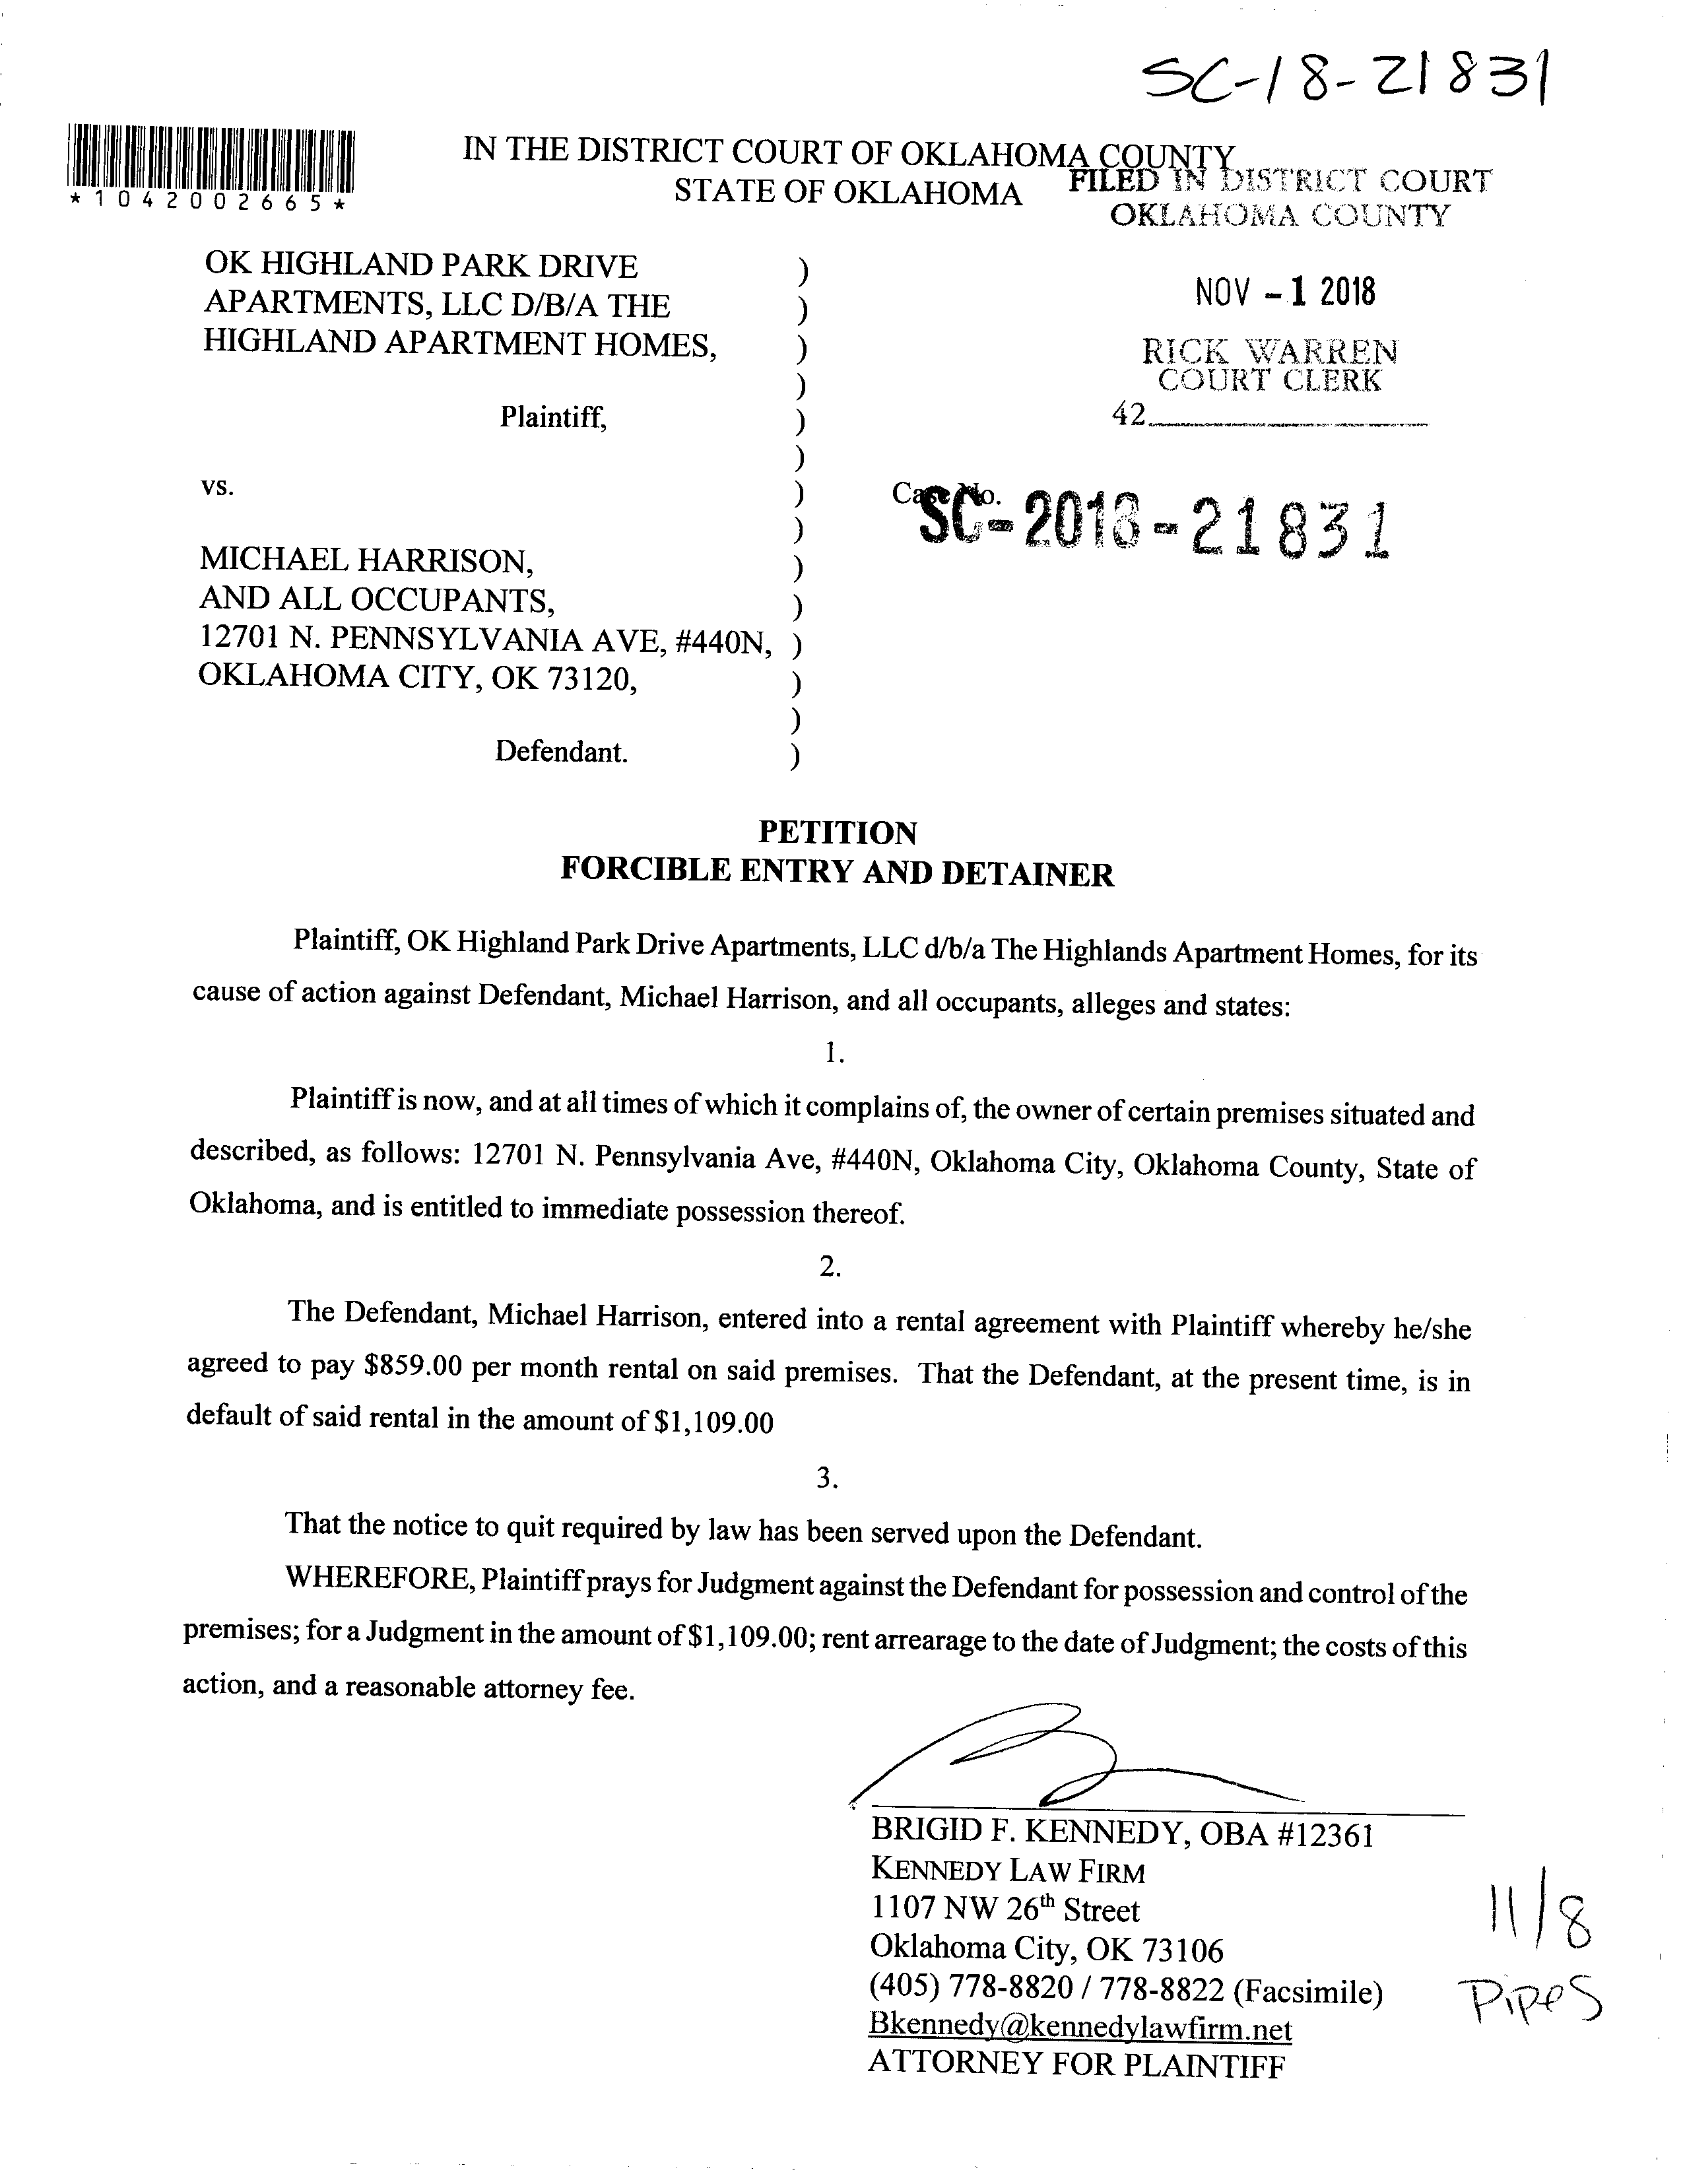 SC-18-21831
*1042002665*
IN THE DISTRICT COURT OF OKLAHOMA COUNTY
STATE OF OKLAHOMA
FILED IN DISTRICT COURT
OKLAHOMA COUNTY
NOV - 1 2018
RICK WARREN
COURT CLERK
42
OK HIGHLAND PARK DRIVE )
APARTMENTS, LLC D/B/A THE )
HIGHLAND APARTMENT HOMES, )
)
Plaintiff, )
)
vs. )
Case No.
SC-2018-21831
)
MICHAEL HARRISON, )
AND ALL OCCUPANTS, )
12701 N. PENNSYLVANIA AVE, #440N, )
OKLAHOMA CITY, OK 73120, )
)
Defendant. )
PETITION
FORCIBLE ENTRY AND DETAINER
Plaintiff, OK Highland Park Drive Apartments, LLC d/b/a The Highlands Apartment Homes, for its
cause of action against Defendant, Michael Harrison, and all occupants, alleges and states:
1.
Plaintiff is now, and at all times of which it complains of, the owner of certain premises situated and
described, as follows: 12701 N. Pennsylvania Ave, #440N, Oklahoma City, Oklahoma County, State of
Oklahoma, and is entitled to immediate possession thereof.
2.
The Defendant, Michael Harrison, entered into a rental agreement with Plaintiff whereby he/she
agreed to pay $859.00 per month rental on said premises. That the Defendant, at the present time, is in
default of said rental in the amount of $1,109.00
3.
That the notice to quit required by law has been served upon the Defendant.
WHEREFORE, Plaintiff prays for Judgment against the Defendant for possession and control of the
premises; for a Judgment in the amount of $1,109.00; rent arrearage to the date of Judgment; the costs of this
action, and a reasonable attorney fee.
BRIGID F. KENNEDY, OBA #12361
KENNEDY LAW FIRM
1107 NW 26th Street
Oklahoma City, OK 73106
(405) 778-8820 / 778-8822 (Facsimile)
Bkennedy@kennedylawfirm.net
ATTORNEY FOR PLAINTIFF
11/8
Pipes